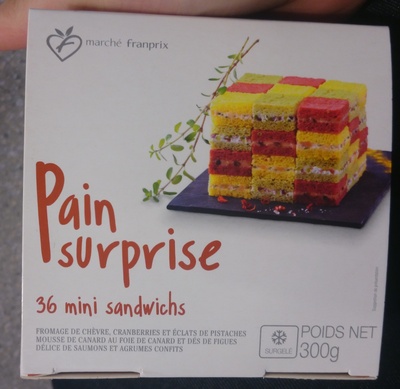 marché franprix
Pain
surprise
36 mini sandwichs
FROMAGE DE CHÈVRE, CRANBERRIES ET ÉCLATS DE PISTACHES
MOUSSE DE CANARD AU FOIE DE CANARD ET DÉS DE FIGUES
DÉLICE DE SAUMONS ET AGRUMES CONFITS
SURGELÉ
POIDS NET
300g